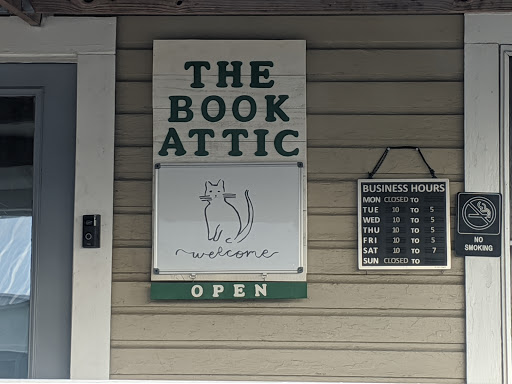 THE
BOOK
ATTIC
welcome
OPEN
BUSINESS HOURS
MON CLOSED TO
TUE 10 TO 5
WED 10 TO 5
THU 10 TO 5
FRI 10 TO 5
SAT 10 TO 7
SUN CLOSED TO
NO
SMOKING